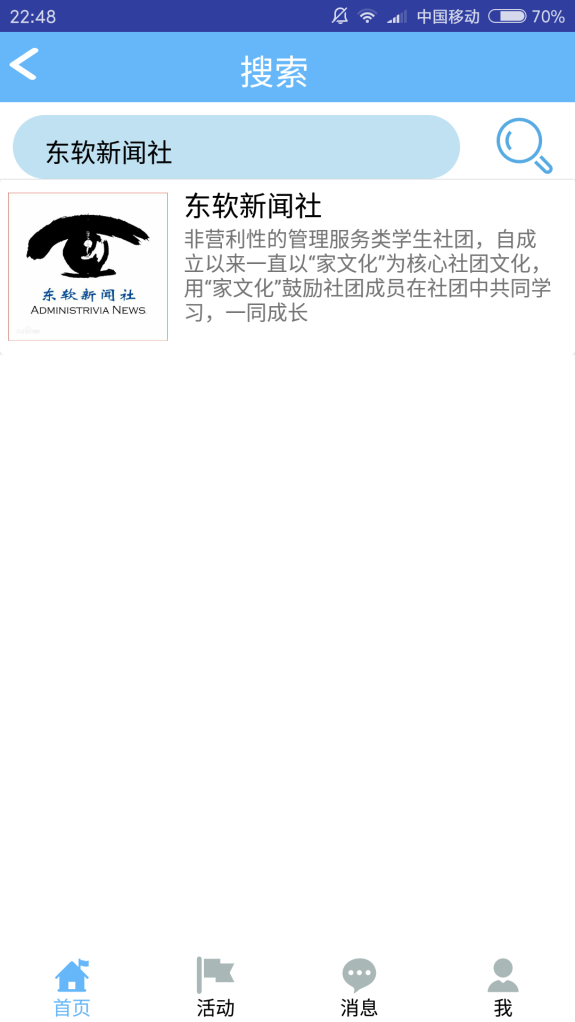 22:48
中国移动
70%
搜索
东软新闻社
东软新闻社
非营利性的管理服务类学生社团，自成
立以来一直以“家文化”为核心社团文化，
用“家文化”鼓励社团成员在社团中共同学
习，一同成长
东软新闻社
ADMINISTRIVIA NEWS
首页
活动
消息
我